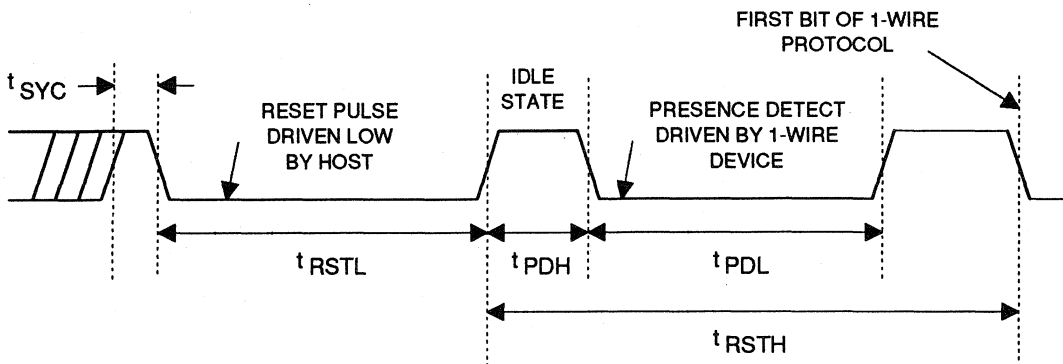 FIRST BIT OF 1-WIRE
PROTOCOL
t SYC
IDLE
STATE
RESET PULSE
DRIVEN LOW
BY HOST
PRESENCE DETECT
DRIVEN BY 1-WIRE
DEVICE
t RSTL
t PDH
t PDL
t RSTH